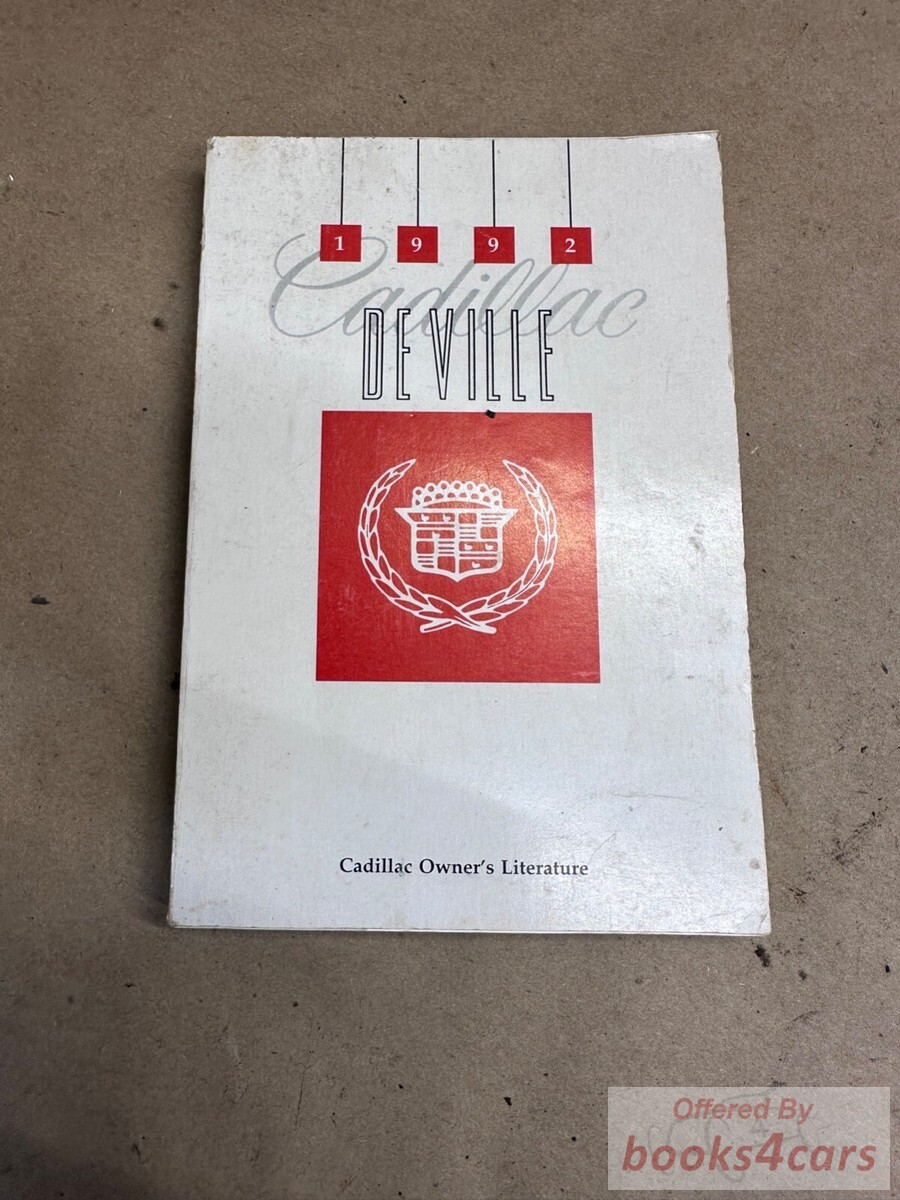 1 9 9 2
Cadillac
DEVILLE
Cadillac Owner's Literature
Offered By
books4cars